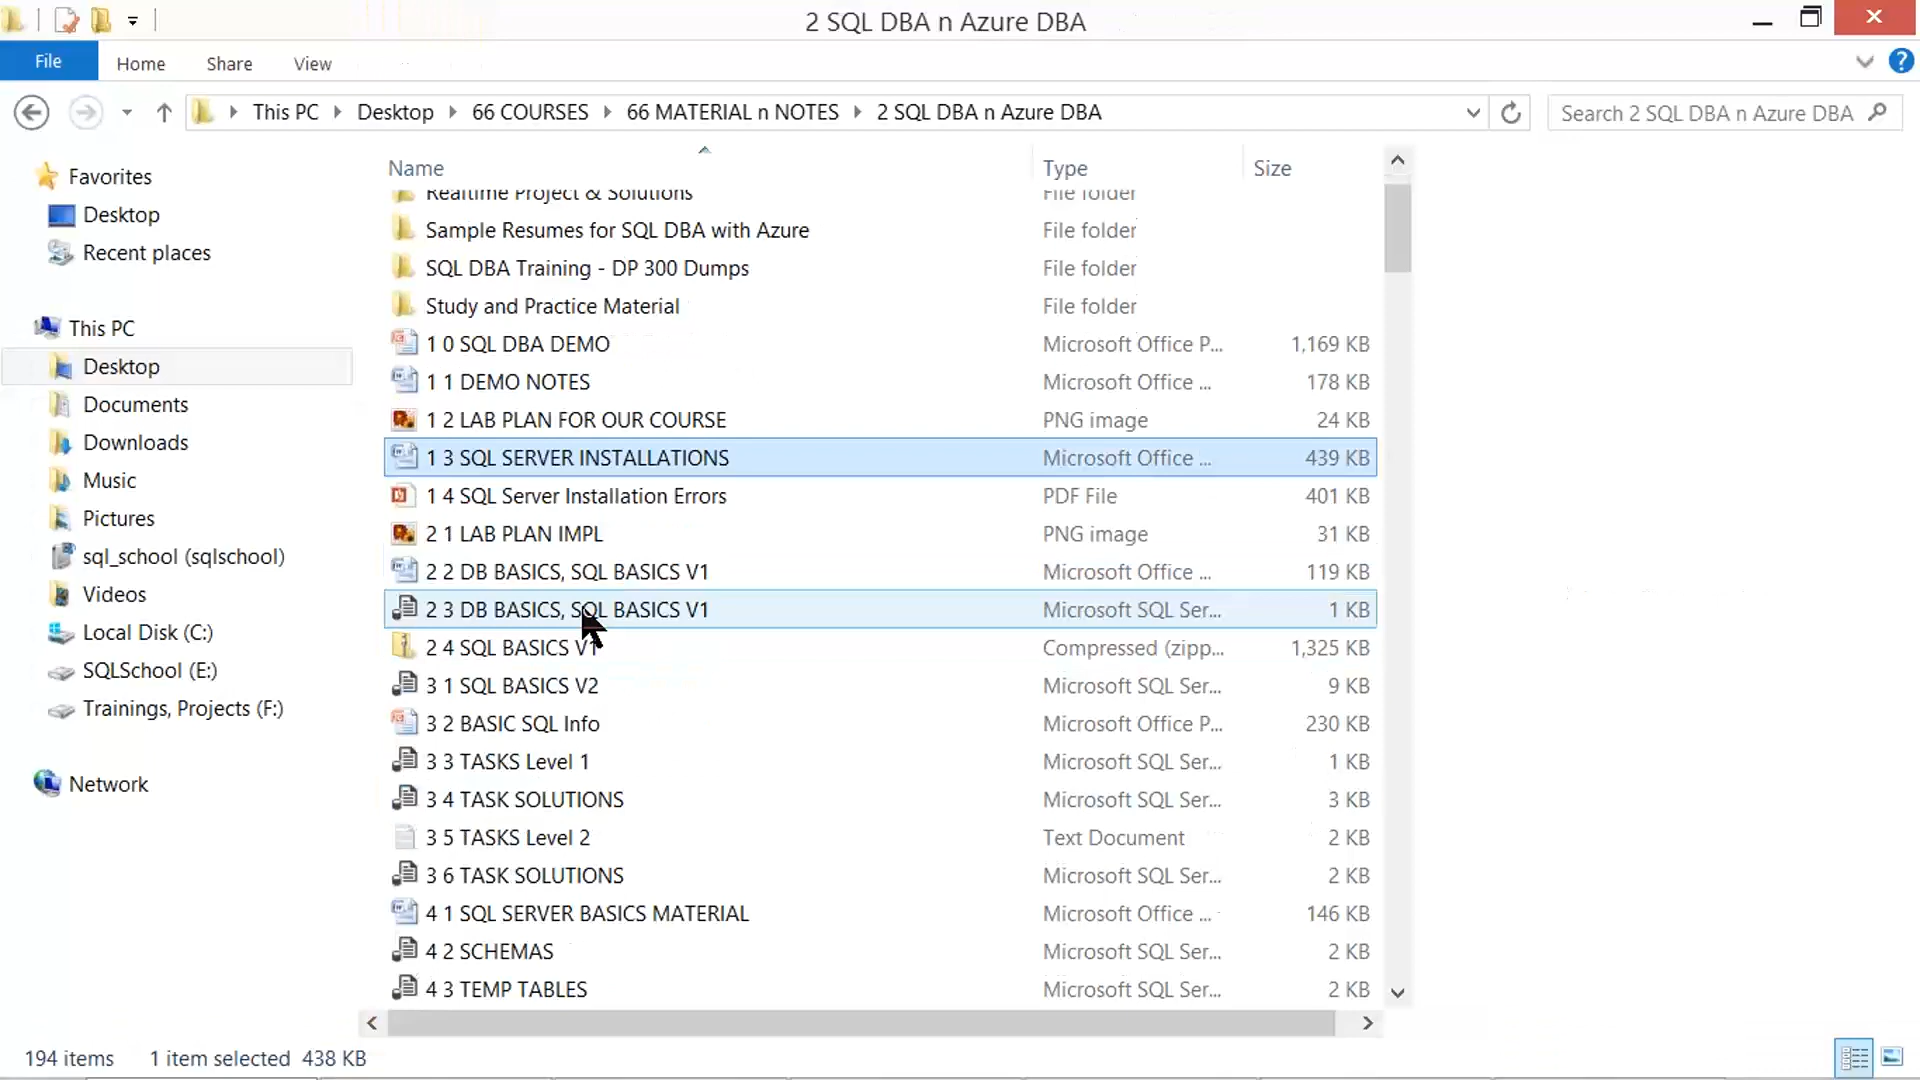 2 SQL DBA n Azure DBA
File Home Share View
This PC Desktop 66 COURSES 66 MATERIAL n NOTES 2 SQL DBA n Azure DBA Search 2 SQL DBA n Azure DBA
Favorites
Desktop
Recent places
This PC
Desktop
Documents
Downloads
Music
Pictures
sql_school (sqlschool)
Videos
Local Disk (C:)
SQLSchool (E:)
Trainings, Projects (F:)
Network
Name Type Size
Realtime Project & Solutions File folder
Sample Resumes for SQL DBA with Azure File folder
SQL DBA Training - DP 300 Dumps File folder
Study and Practice Material File folder
1 0 SQL DBA DEMO Microsoft Office P... 1,169 KB
1 1 DEMO NOTES Microsoft Office ... 178 KB
1 2 LAB PLAN FOR OUR COURSE PNG image 24 KB
1 3 SQL SERVER INSTALLATIONS Microsoft Office ... 439 KB
1 4 SQL Server Installation Errors PDF File 401 KB
2 1 LAB PLAN IMPL PNG image 31 KB
2 2 DB BASICS, SQL BASICS V1 Microsoft Office ... 119 KB
2 3 DB BASICS, SQL BASICS V1 Microsoft SQL Ser... 1 KB
2 4 SQL BASICS V1 Compressed (zipp... 1,325 KB
3 1 SQL BASICS V2 Microsoft SQL Ser... 9 KB
3 2 BASIC SQL Info Microsoft Office P... 230 KB
3 3 TASKS Level 1 Microsoft SQL Ser... 1 KB
3 4 TASK SOLUTIONS Microsoft SQL Ser... 3 KB
3 5 TASKS Level 2 Text Document 2 KB
3 6 TASK SOLUTIONS Microsoft SQL Ser... 2 KB
4 1 SQL SERVER BASICS MATERIAL Microsoft Office ... 146 KB
4 2 SCHEMAS Microsoft SQL Ser... 2 KB
4 3 TEMP TABLES Microsoft SQL Ser... 2 KB
194 items 1 item selected 438 KB